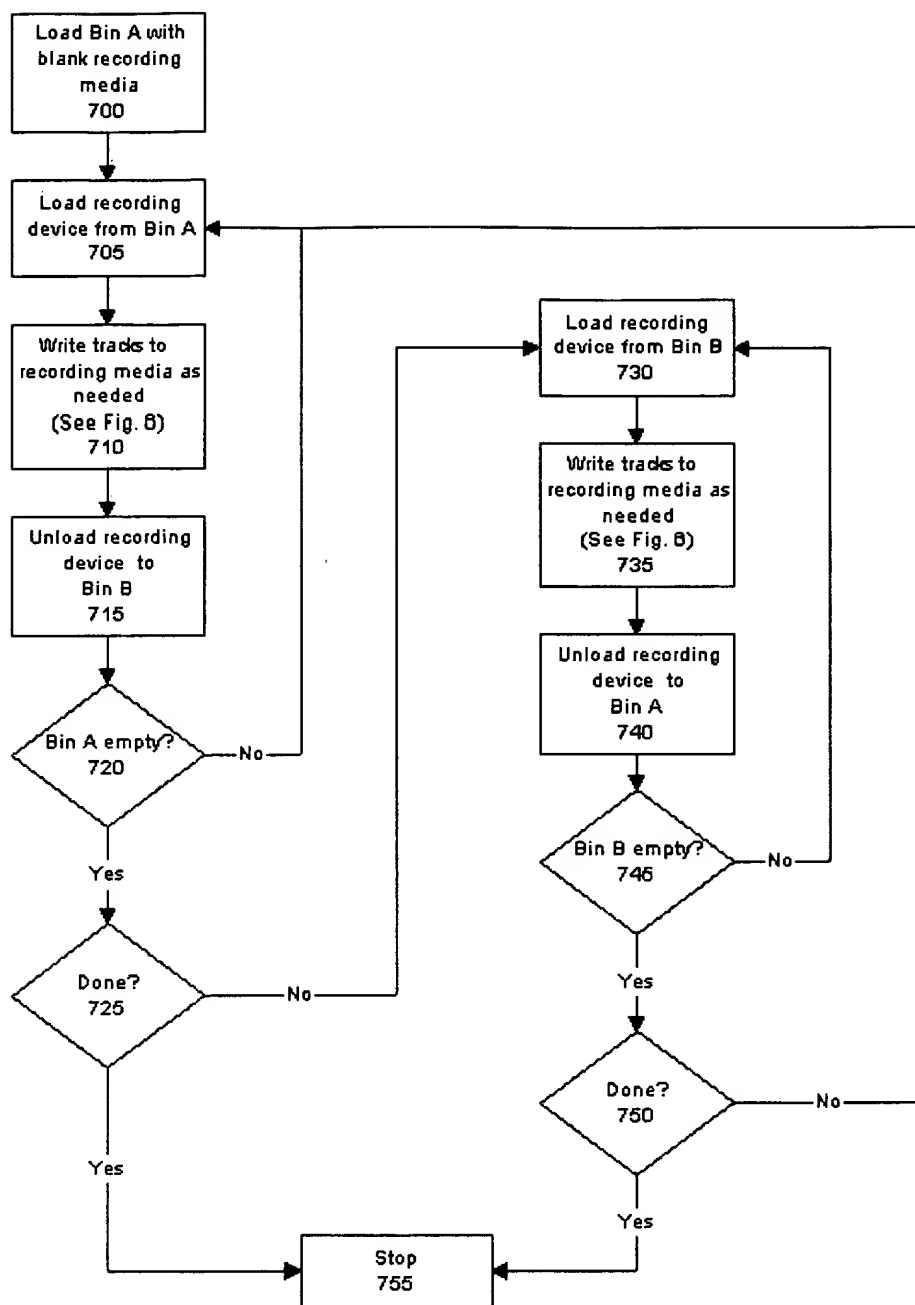 Load Bin A with
blank recording
media
700
Load recording
device from Bin A
705
Write tracks to
recording media as
needed
(See Fig. 6)
710
Unload recording
device to
Bin B
715
Bin A empty?
720
No
Yes
Done?
725
No
Yes
Load recording
device from Bin B
730
Write tracks to
recording media as
needed
(See Fig. 6)
735
Unload recording
device to
Bin A
740
Bin B empty?
745
No
Yes
Done?
750
No
Yes
Stop
755